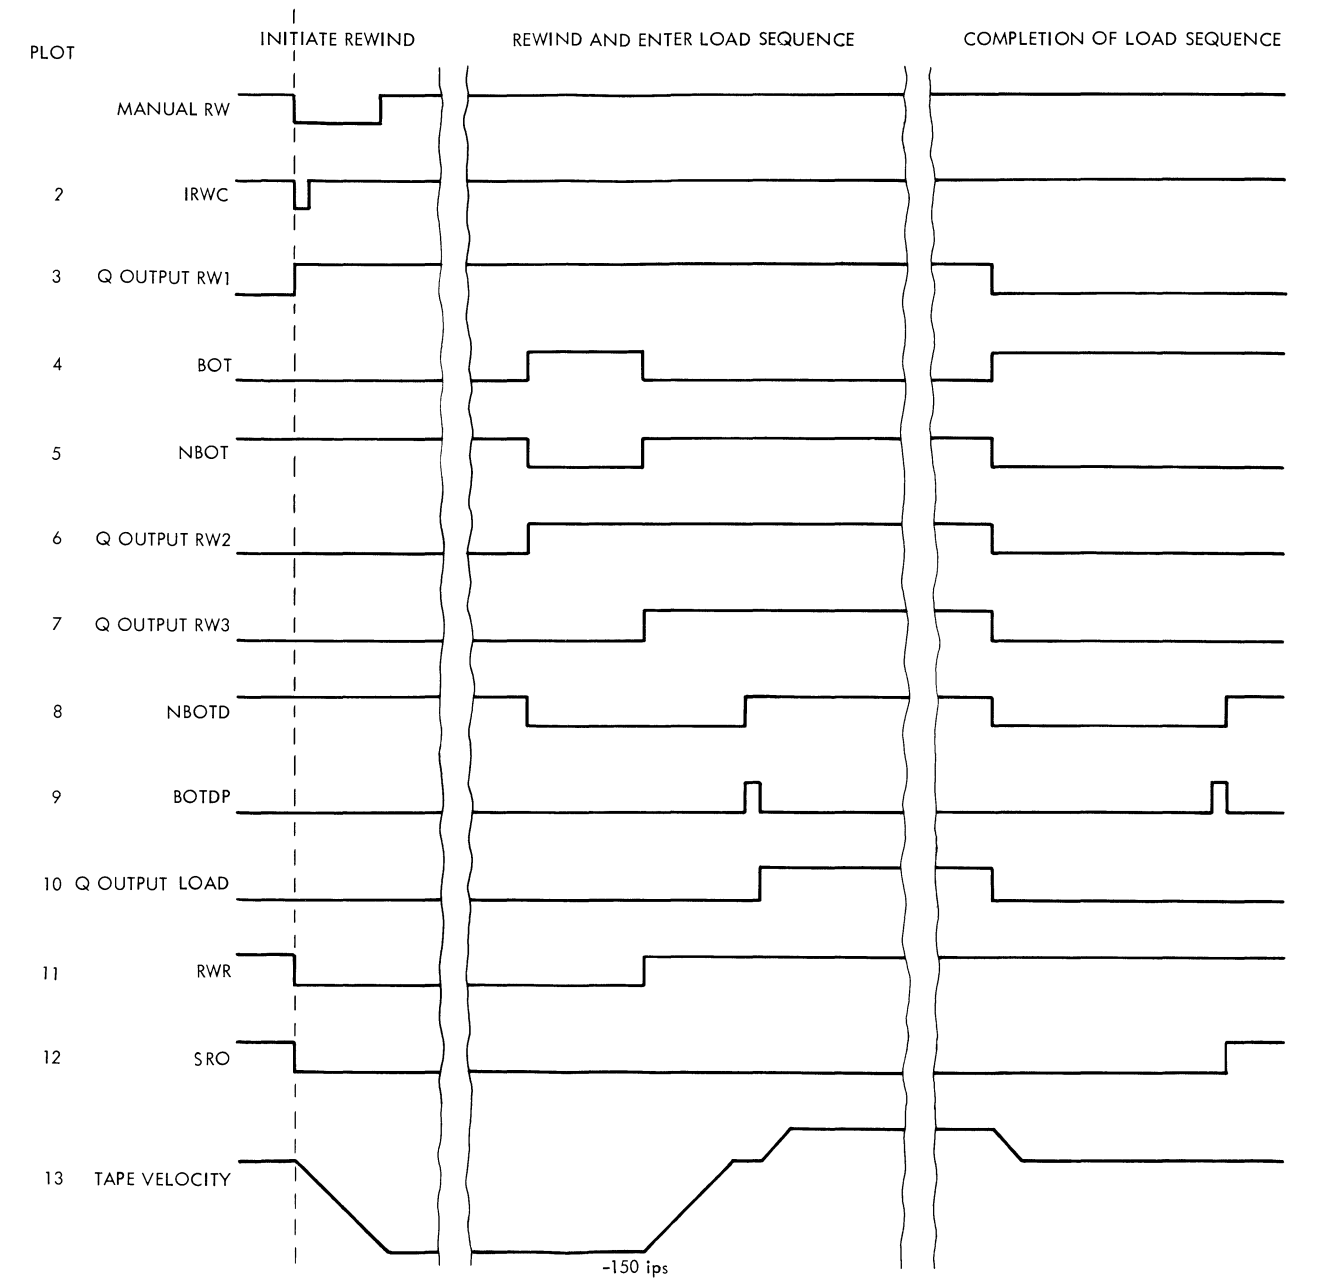 INITIATE REWIND REWIND AND ENTER LOAD SEQUENCE COMPLETION OF LOAD SEQUENCE
PLOT
MANUAL RW
2 IRWC
3 Q OUTPUT RW1
4 BOT
5 NBOT
6 Q OUTPUT RW2
7 Q OUTPUT RW3
8 NBOTD
9 BOTDP
10 Q OUTPUT LOAD
11 RWR
12 SRO
13 TAPE VELOCITY
-150 ips